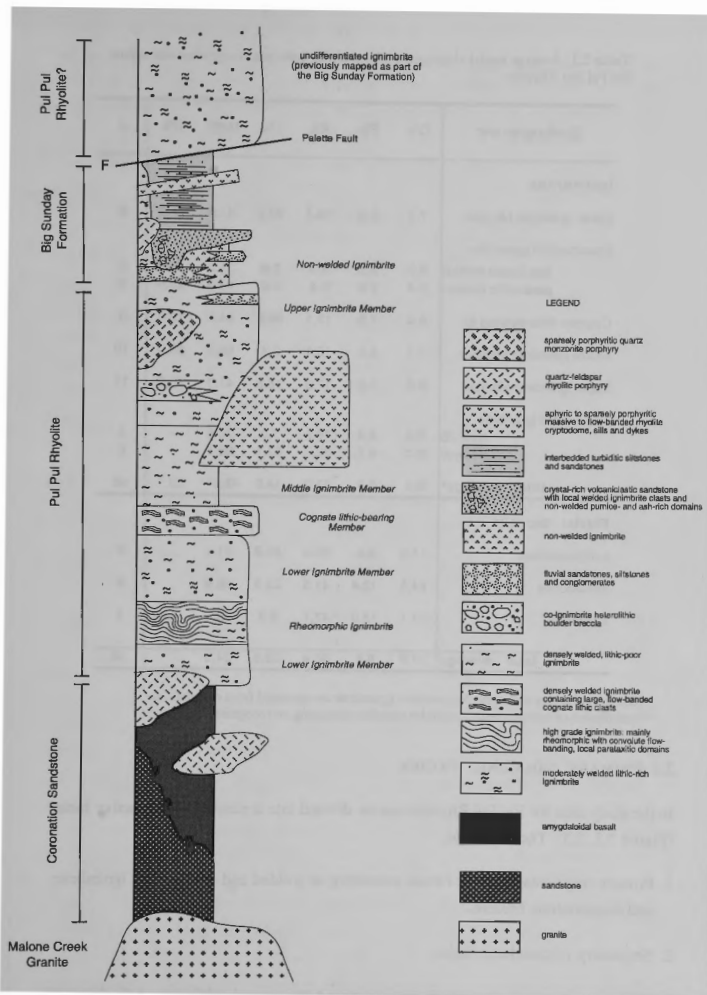 undifferentiated ignimbrite
(previously mapped as part of
the Big Sunday Formation)
Pul Pul
Rhyolite?
Palette Fault
F
Big Sunday
Formation
Non-welded Ignimbrite
Upper Ignimbrite Member
Pul Pul Rhyolite
Middle Ignimbrite Member
Cognate lithic-bearing
Member
Lower Ignimbrite Member
Rheomorphic Ignimbrite
Lower Ignimbrite Member
Coronation Sandstone
Malone Creek
Granite
LEGEND
sparsely porphyritic quartz
monzonite porphyry
quartz-feldspar
rhyolite porphyry
aphyric to sparsely porphyritic
massive to flow-banded rhyolite
cryptodome, sills and dykes
interbedded turbiditic siltstones
and sandstones
crystal-rich volcaniclastic sandstone
with local welded ignimbrite clasts and
non-welded pumice- and ash-rich domains
non-welded ignimbrite
fluvial sandstones, siltstones
and conglomerates
co-ignimbrite heterolithic
boulder breccia
densely welded, lithic-poor
ignimbrite
densely welded ignimbrite
containing large, flow-banded
cognate lithic clasts
high grade ignimbrite: mainly
rheomorphic with convolute flow-
banding, local parataxitic domains
moderately welded lithic-rich
ignimbrite
amygdaloidal basalt
sandstone
granite